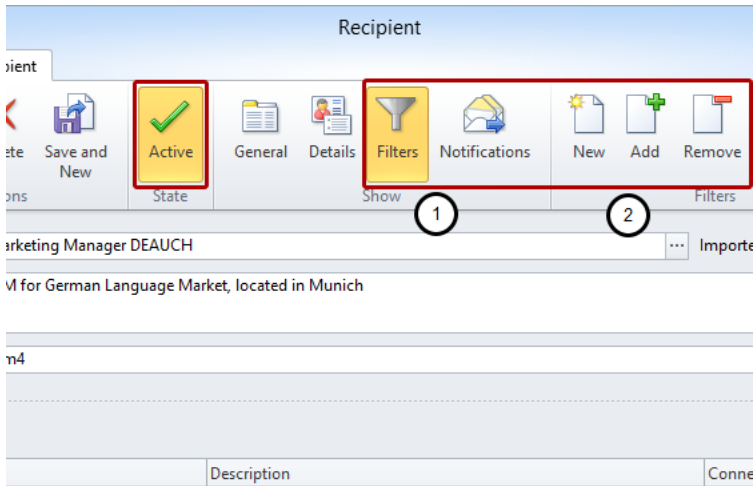 Recipient
pient
ete Save and New Active General Details Filters Notifications New Add Remove
ons State Show Filters
1 2
arketing Manager DEAUCH ... Importe
M for German Language Market, located in Munich
m4
Description Conne